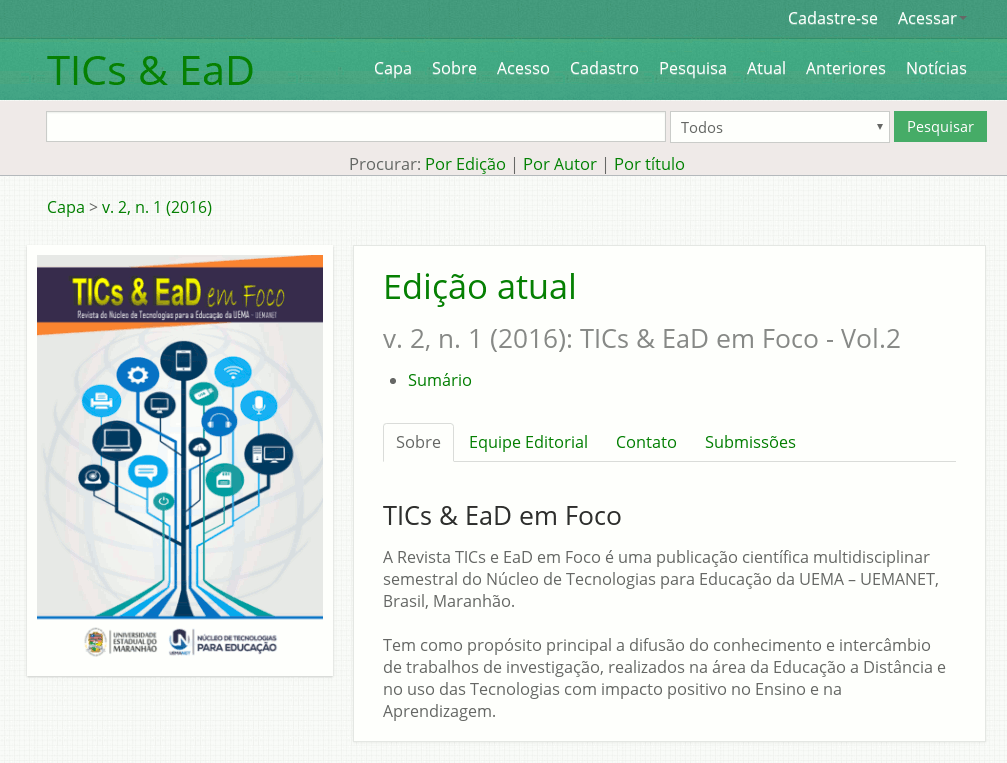 Cadastre-se Acessar
TICs & EaD
Capa Sobre Acesso Cadastro Pesquisa Atual Anteriores Notícias
Todos Pesquisar
Procurar: Por Edição | Por Autor | Por título
Capa > v. 2, n. 1 (2016)
TICs & EaD em Foco
Revista do Núcleo de Tecnologias para a Educação da UEMA - UEMANET
UNIVERSIDADE
ESTADUAL DO
MARANHÃO
UEMANET
NÚCLEO DE TECNOLOGIAS
PARA EDUCAÇÃO
Edição atual
v. 2, n. 1 (2016): TICs & EaD em Foco - Vol.2
Sumário
Sobre Equipe Editorial Contato Submissões
TICs & EaD em Foco
A Revista TICs e EaD em Foco é uma publicação científica multidisciplinar
semestral do Núcleo de Tecnologias para Educação da UEMA – UEMANET,
Brasil, Maranhão.
Tem como propósito principal a difusão do conhecimento e intercâmbio
de trabalhos de investigação, realizados na área da Educação a Distância e
no uso das Tecnologias com impacto positivo no Ensino e na
Aprendizagem.